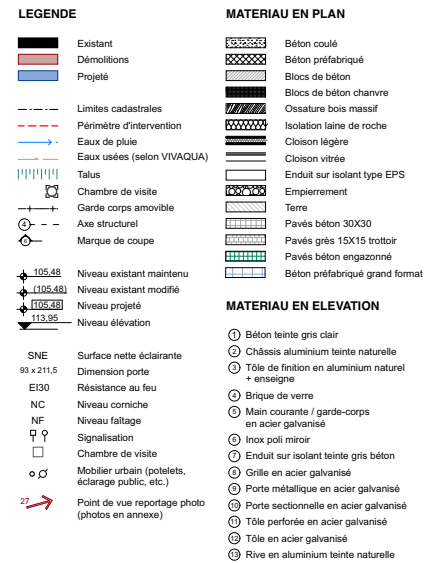 LEGENDE
Existant
Démolitions
Projeté
Limites cadastrales
Périmètre d'intervention
Eaux de pluie
Eaux usées (selon VIVAQUA)
Talus
Chambre de visite
Garde corps amovible
4 Axe structurel
6 Marque de coupe
105,48 Niveau existant maintenu
(105,48) Niveau existant modifié
105,48 Niveau projeté
113,95 Niveau élévation
SNE Surface nette éclairante
93 x 211,5 Dimension porte
EI30 Résistance au feu
NC Niveau corniche
NF Niveau faîtage
Signalisation
Chambre de visite
Mobilier urbain (potelets,
éclarage public, etc.)
27 Point de vue reportage photo
(photos en annexe)
MATERIAU EN PLAN
Béton coulé
Béton préfabriqué
Blocs de béton
Blocs de béton chanvre
Ossature bois massif
Isolation laine de roche
Cloison légère
Cloison vitrée
Enduit sur isolant type EPS
Empierrement
Terre
Pavés béton 30X30
Pavés grès 15X15 trottoir
Pavés béton engazonné
Béton préfabriqué grand format
MATERIAU EN ELEVATION
1 Béton teinte gris clair
2 Châssis aluminium teinte naturelle
3 Tôle de finition en aluminium naturel
+ enseigne
4 Brique de verre
5 Main courante / garde-corps
en acier galvanisé
6 Inox poli miroir
7 Enduit sur isolant teinte gris béton
8 Grille en acier galvanisé
9 Porte métallique en acier galvanisé
10 Porte sectionnelle en acier galvanisé
11 Tôle perforée en acier galvanisé
12 Tôle en acier galvanisé
13 Rive en aluminium teinte naturelle